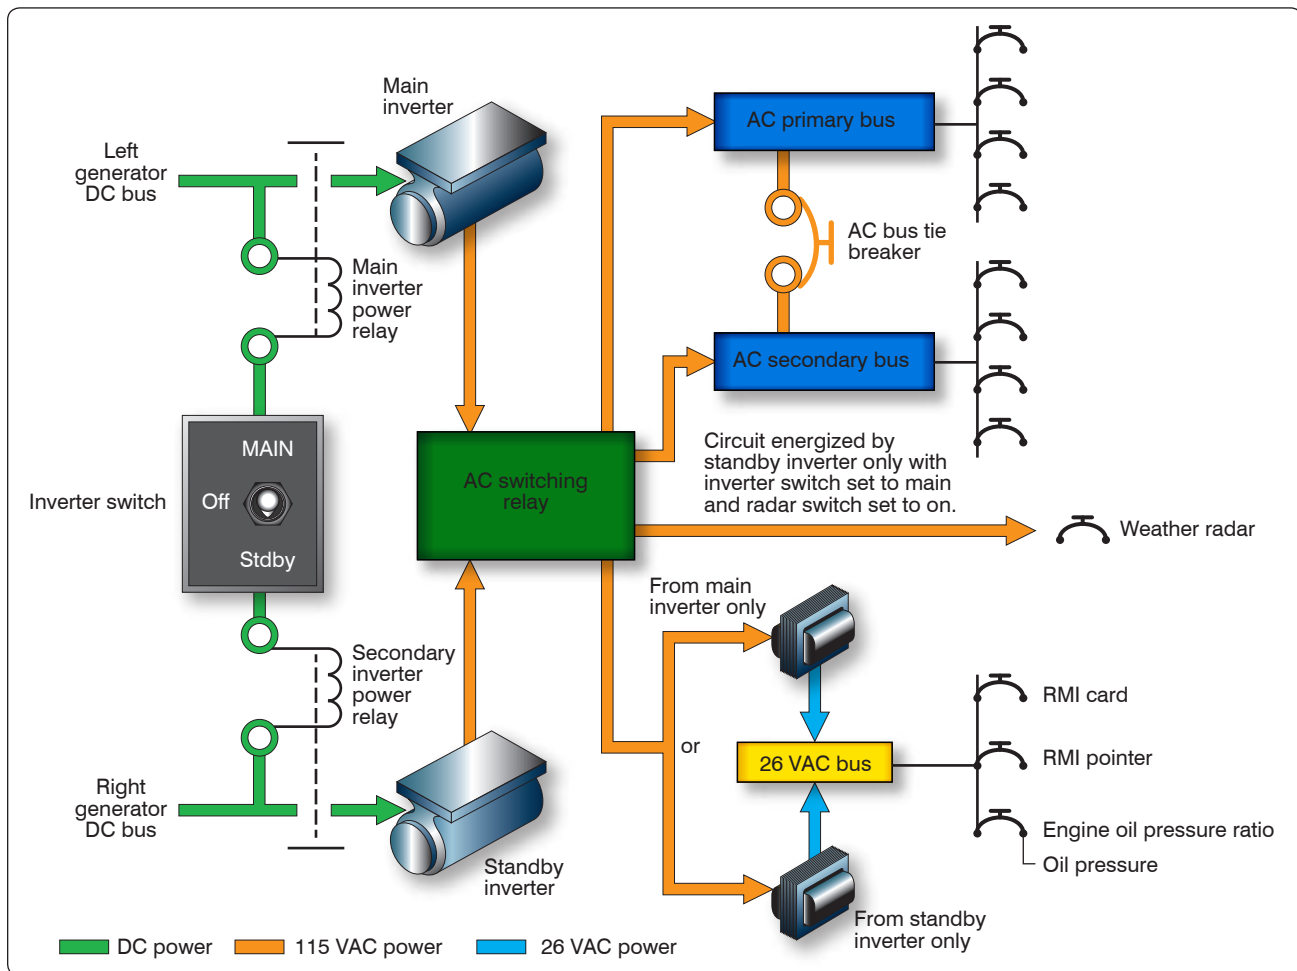 Main
inverter
Left
generator
DC bus
Main
inverter
power
relay
AC primary bus
AC bus tie
breaker
AC secondary bus
MAIN
Off
Stdby
Inverter switch
AC switching
relay
Circuit energized by
standby inverter only with
inverter switch set to main
and radar switch set to on.
Weather radar
From main
inverter only
Secondary
inverter
power
relay
or
26 VAC bus
RMI card
RMI pointer
Engine oil pressure ratio
Oil pressure
Right
generator
DC bus
Standby
inverter
From standby
inverter only
DC power
115 VAC power
26 VAC power